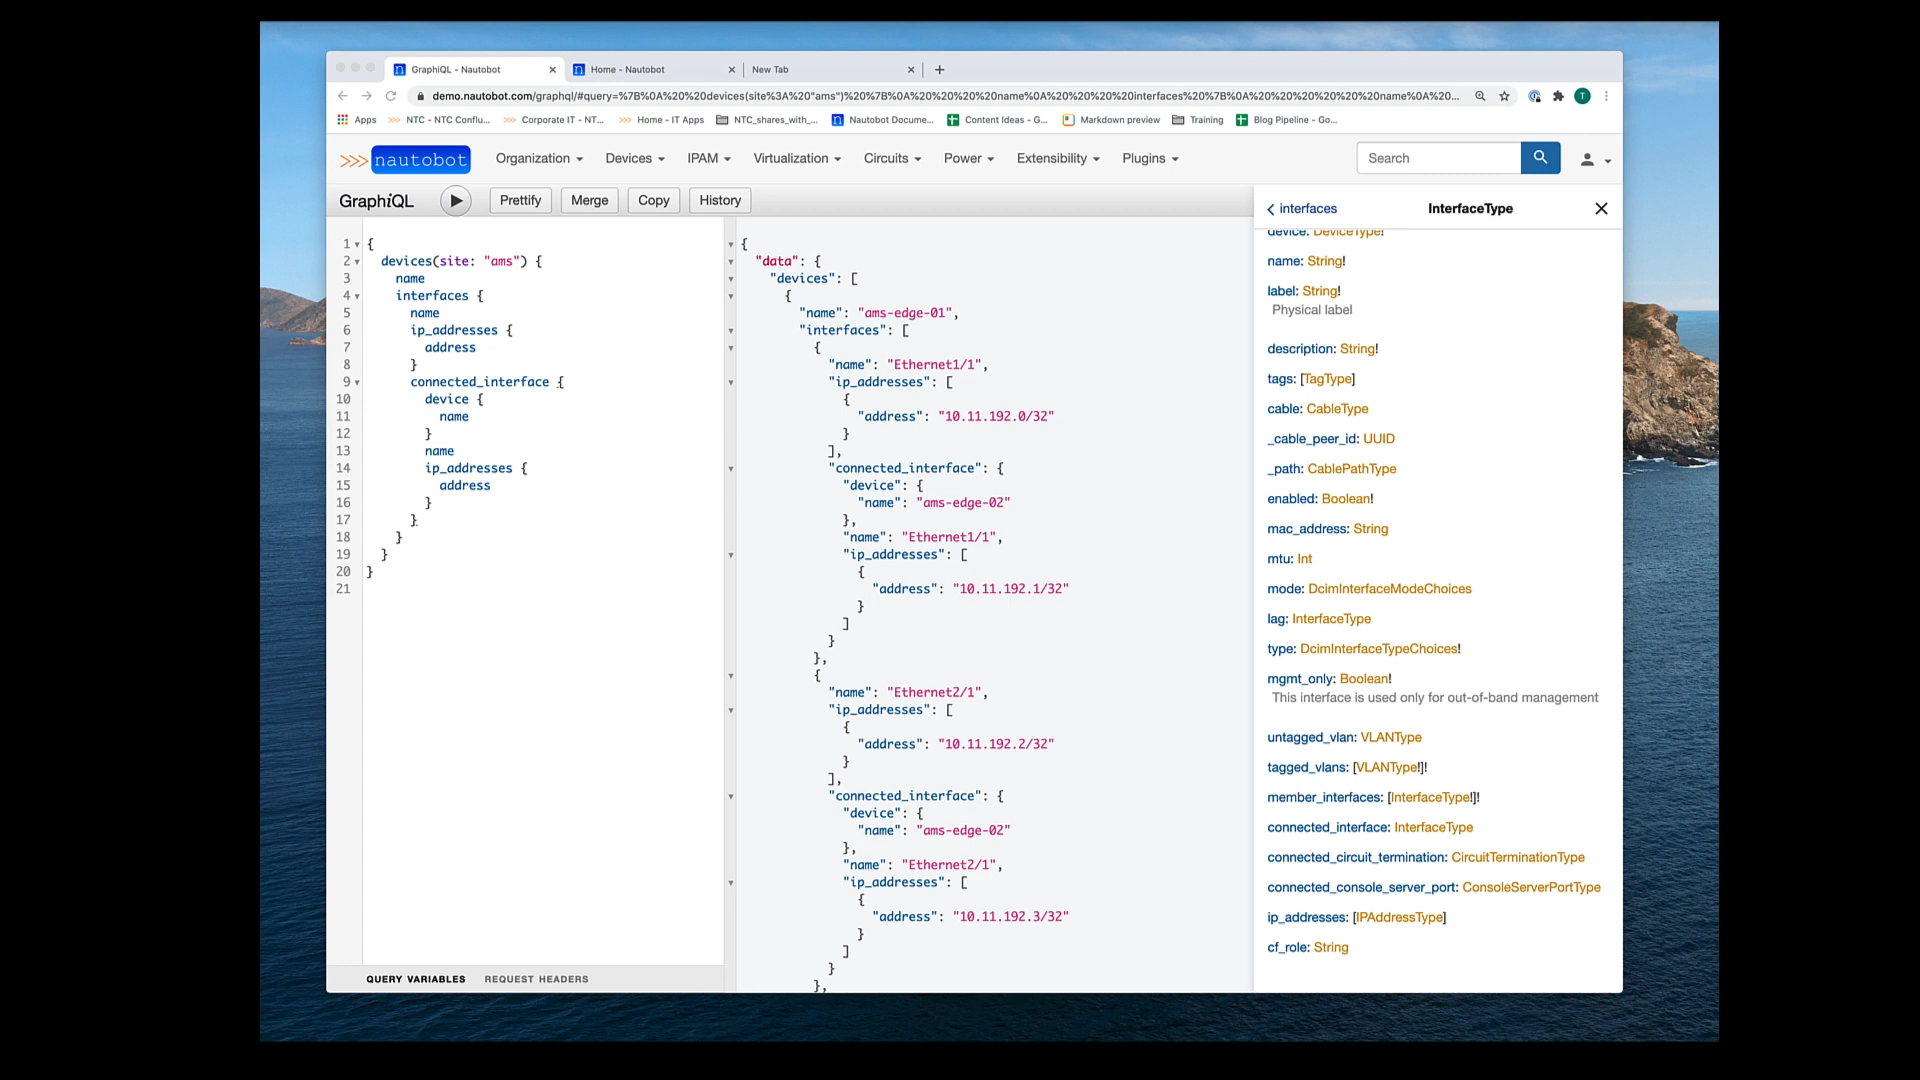 GraphiQL - Nautobot
Home - Nautobot
New Tab
demo.nautobot.com/graphql/#query=%7B%0A%20%20devices(site%3A%20"ams")%20%7B%0A%20%20%20%20name%0A%20%20%20%20interfaces%20%7B%0A%20%20%20%20%20%20name%0A%20%20...
Apps
NTC - NTC Conflu...
Corporate IT - NT...
Home - IT Apps
NTC_shares_with_...
Nautobot Docume...
Content Ideas - G...
Markdown preview
Training
Blog Pipeline - Go...
T
nautobot
Organization
Devices
IPAM
Virtualization
Circuits
Power
Extensibility
Plugins
Search
GraphiQL
Prettify
Merge
Copy
History
1 {
2 devices(site: "ams") {
3 name
4 interfaces {
5 name
6 ip_addresses {
7 address
8 }
9 connected_interface {
10 device {
11 name
12 }
13 name
14 ip_addresses {
15 address
16 }
17 }
18 }
19 }
20 }
21
QUERY VARIABLES
REQUEST HEADERS
{
"data": {
"devices": [
{
"name": "ams-edge-01",
"interfaces": [
{
"name": "Ethernet1/1",
"ip_addresses": [
{
"address": "10.11.192.0/32"
}
],
"connected_interface": {
"device": {
"name": "ams-edge-02"
},
"name": "Ethernet1/1",
"ip_addresses": [
{
"address": "10.11.192.1/32"
}
]
}
},
{
"name": "Ethernet2/1",
"ip_addresses": [
{
"address": "10.11.192.2/32"
}
],
"connected_interface": {
"device": {
"name": "ams-edge-02"
},
"name": "Ethernet2/1",
"ip_addresses": [
{
"address": "10.11.192.3/32"
}
]
}
},
interfaces
InterfaceType
device: DeviceType!
name: String!
label: String!
Physical label
description: String!
tags: [TagType]
cable: CableType
_cable_peer_id: UUID
_path: CablePathType
enabled: Boolean!
mac_address: String
mtu: Int
mode: DcimInterfaceModeChoices
lag: InterfaceType
type: DcimInterfaceTypeChoices!
mgmt_only: Boolean!
This interface is used only for out-of-band management
untagged_vlan: VLANType
tagged_vlans: [VLANType!]!
member_interfaces: [InterfaceType!]!
connected_interface: InterfaceType
connected_circuit_termination: CircuitTerminationType
connected_console_server_port: ConsoleServerPortType
ip_addresses: [IPAddressType]
cf_role: String